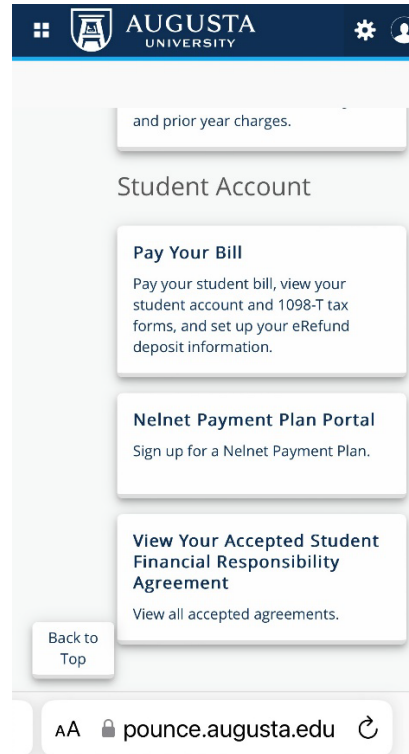 AUGUSTA
UNIVERSITY
and prior year charges.
Student Account
Pay Your Bill
Pay your student bill, view your
student account and 1098-T tax
forms, and set up your eRefund
deposit information.
Nelnet Payment Plan Portal
Sign up for a Nelnet Payment Plan.
View Your Accepted Student
Financial Responsibility
Agreement
View all accepted agreements.
Back to
Top
AA pounce.augusta.edu